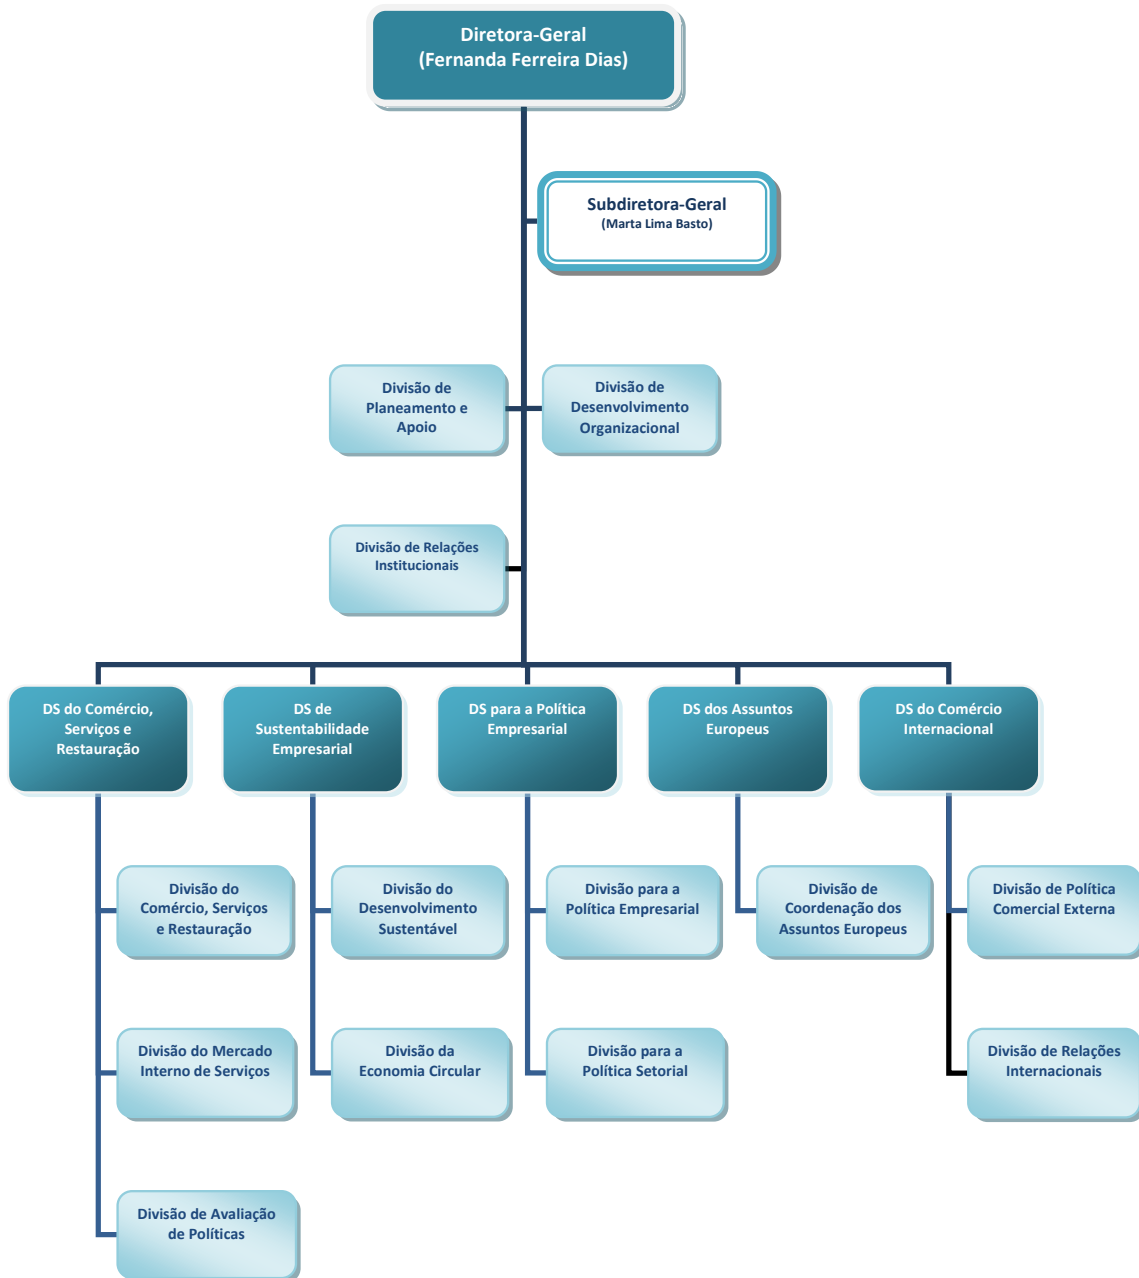 Diretora-Geral
(Fernanda Ferreira Dias)
Subdiretora-Geral
(Marta Lima Basto)
Divisão de
Planeamento e
Apoio
Divisão de
Desenvolvimento
Organizacional
Divisão de Relações
Institucionais
DS do Comércio,
Serviços e
Restauração
DS de
Sustentabilidade
Empresarial
DS para a Política
Empresarial
DS dos Assuntos
Europeus
DS do Comércio
Internacional
Divisão do
Comércio, Serviços
e Restauração
Divisão do
Desenvolvimento
Sustentável
Divisão para a
Política Empresarial
Divisão de
Coordenação dos
Assuntos Europeus
Divisão de Política
Comercial Externa
Divisão do Mercado
Interno de Serviços
Divisão da
Economia Circular
Divisão para a
Política Setorial
Divisão de Relações
Internacionais
Divisão de Avaliação
de Políticas